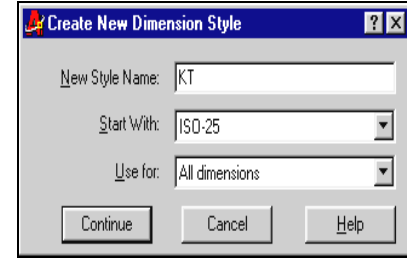 Create New Dimension Style
New Style Name: KT
Start With: ISO-25
Use for: All dimensions
Continue Cancel Help